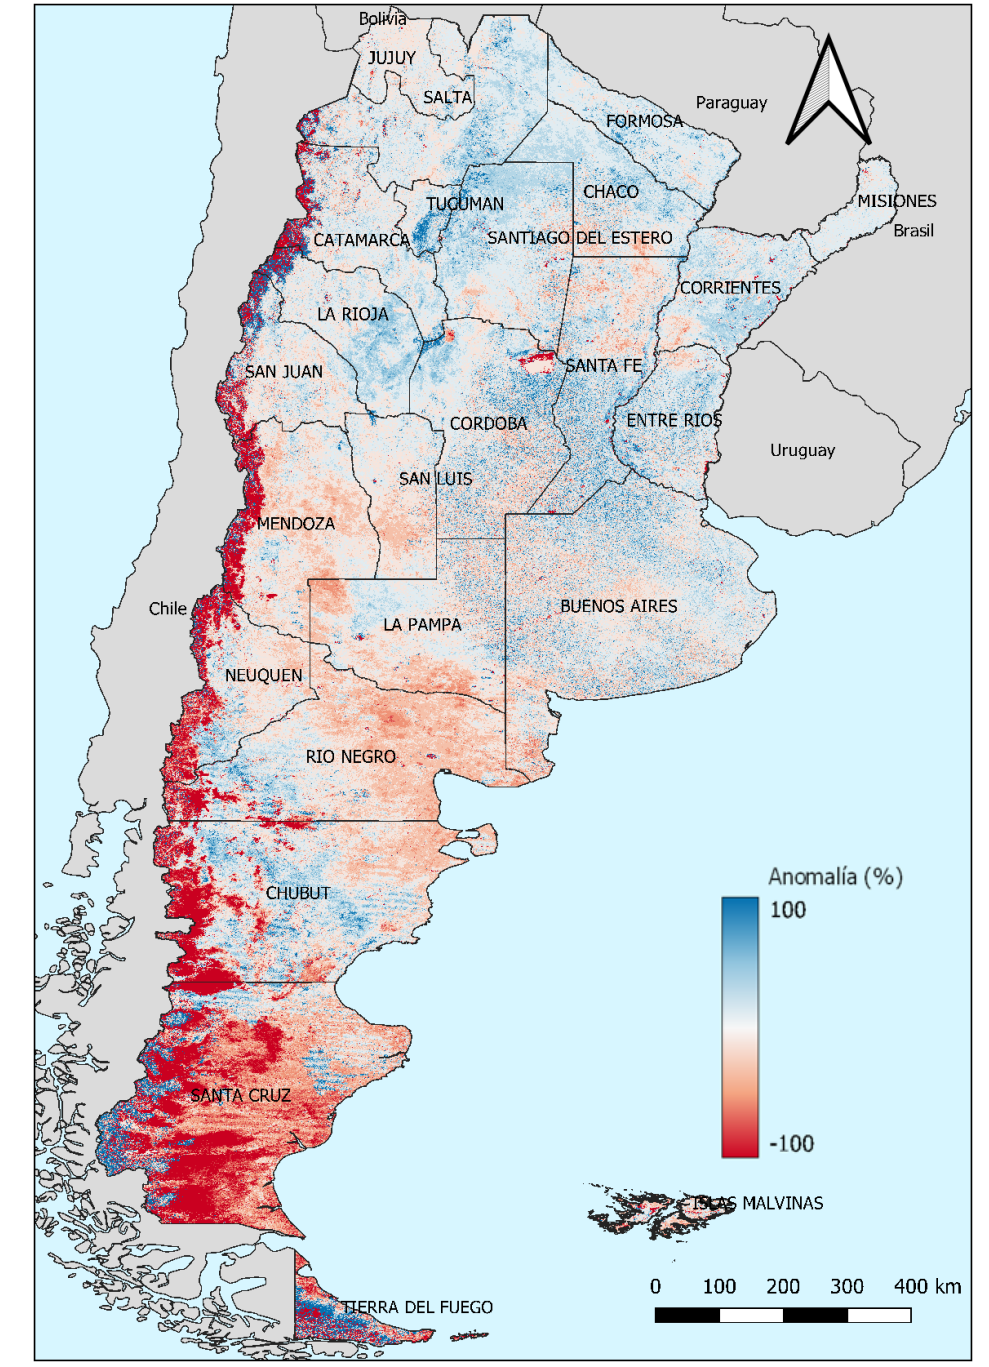 Bolivia
JUJUY
SALTA
Paraguay
FORMOSA
CHACO
MISIONES
TUCUMAN
Brasil
CATAMARCA
SANTIAGO DEL ESTERO
CORRIENTES
LA RIOJA
SAN JUAN
SANTA FE
CORDOBA
ENTRE RIOS
Uruguay
SAN LUIS
MENDOZA
Chile
BUENOS AIRES
LA PAMPA
NEUQUEN
RIO NEGRO
Anomalía (%)
CHUBUT
100
SANTA CRUZ
-100
ISLAS MALVINAS
0 100 200 300 400 km
TIERRA DEL FUEGO